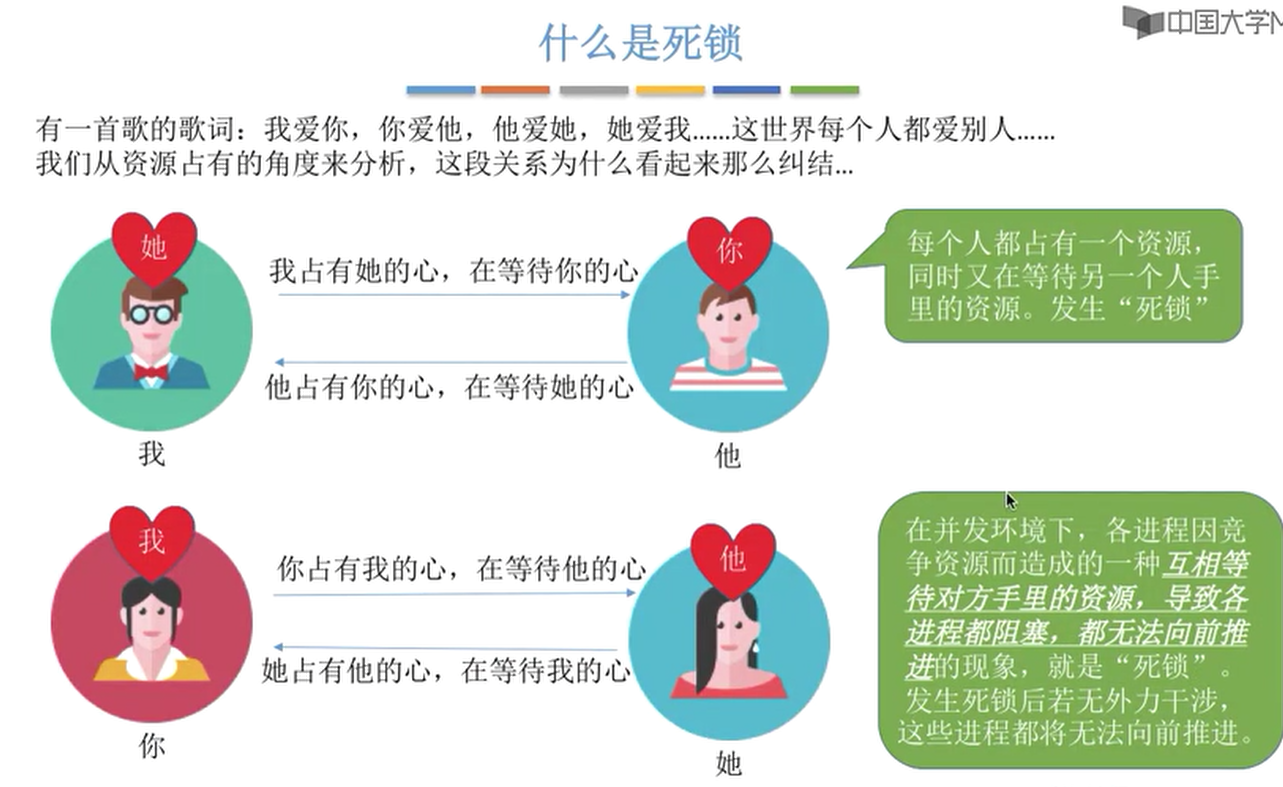 中国大学M
什么是死锁
有一首歌的歌词：我爱你，你爱他，他爱她，她爱我……这世界每个人都爱别人……
我们从资源占有的角度来分析，这段关系为什么看起来那么纠结…
她
我占有她的心，在等待你的心
他占有你的心，在等待她的心
我
你
他
每个人都占有一个资源，
同时又在等待另一个人手
里的资源。发生“死锁”
我
你占有我的心，在等待他的心
她占有他的心，在等待我的心
你
他
她
在并发环境下，各进程因竞
争资源而造成的一种互相等
待对方手里的资源，导致各
进程都阻塞，都无法向前推
进的现象，就是“死锁”。
发生死锁后若无外力干涉，
这些进程都将无法向前推进。